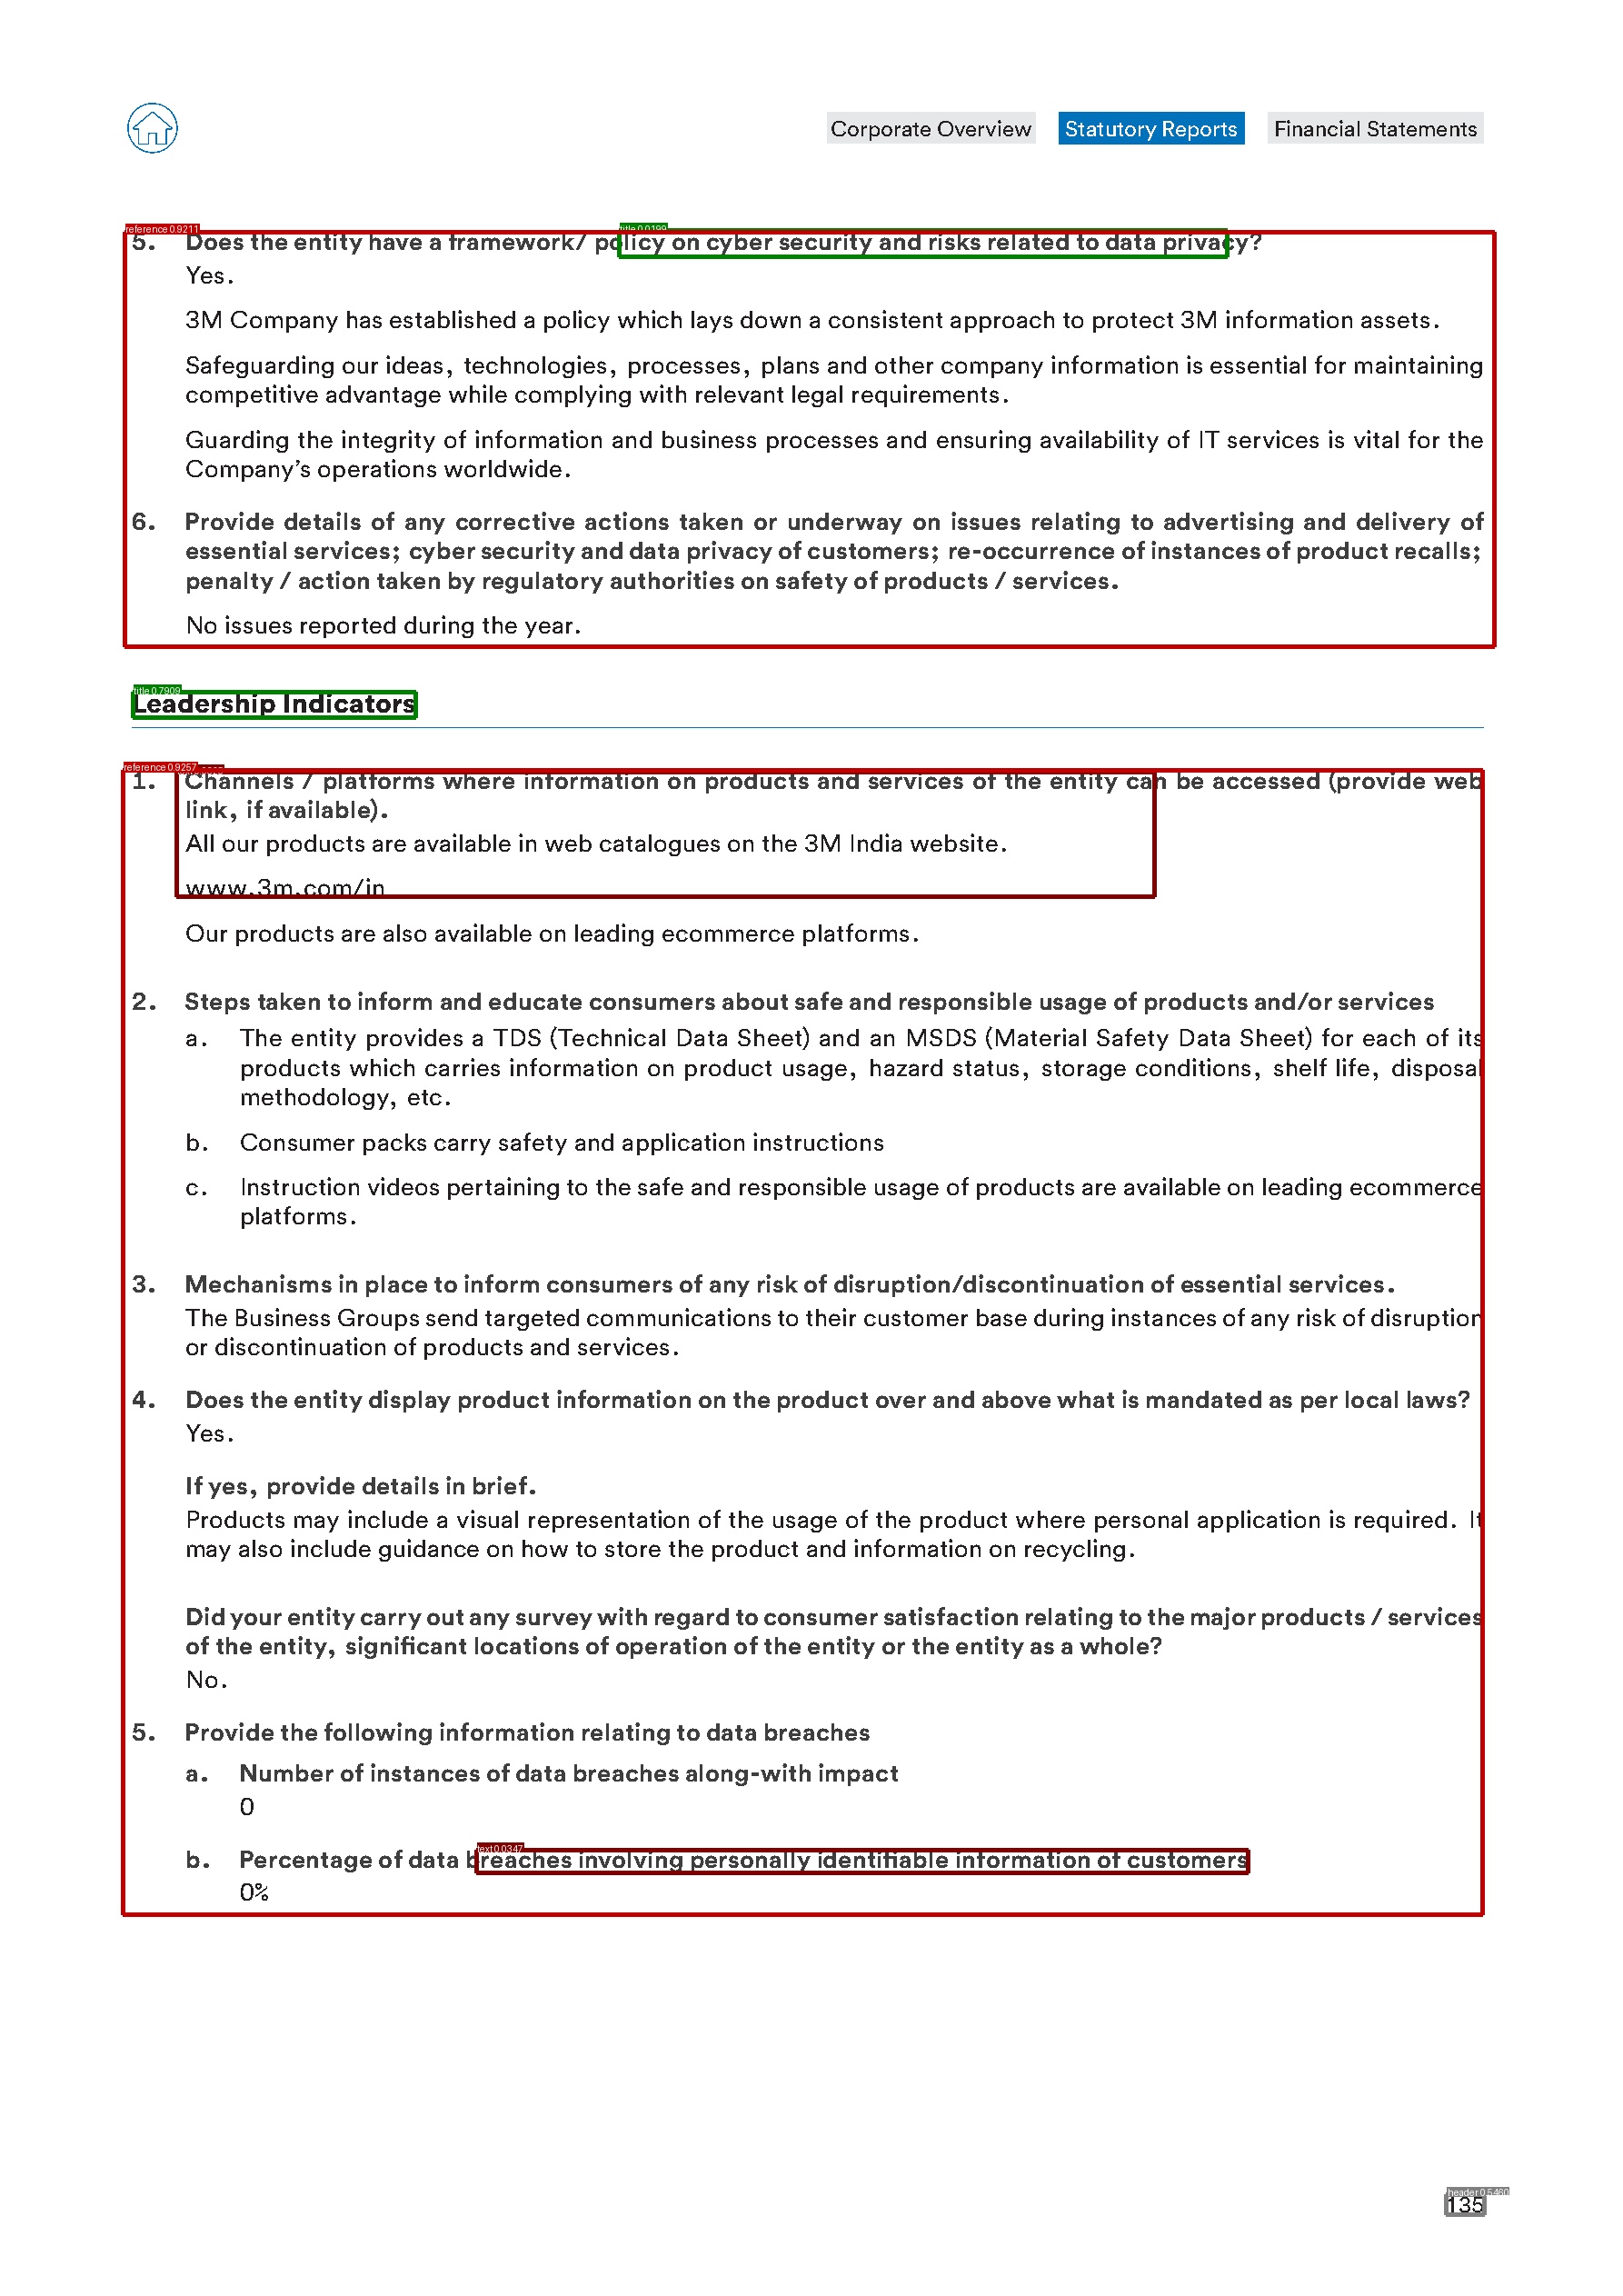 Corporate Overview Statutory Reports Financial Statements
reference 0.9211 title 0.0199
5. Does the entity have a framework/ policy on cyber security and risks related to data privacy?
Yes.
3M Company has established a policy which lays down a consistent approach to protect 3M information assets.
Safeguarding our ideas, technologies, processes, plans and other company information is essential for maintaining
competitive advantage while complying with relevant legal requirements.
Guarding the integrity of information and business processes and ensuring availability of IT services is vital for the
Company's operations worldwide.
6. Provide details of any corrective actions taken or underway on issues relating to advertising and delivery of
essential services; cyber security and data privacy of customers; re-occurrence of instances of product recalls;
penalty / action taken by regulatory authorities on safety of products / services.
No issues reported during the year.
title 0.7909
Leadership Indicators
reference 0.9257
1. Channels / platforms where information on products and services of the entity can be accessed (provide web
link, if available).
All our products are available in web catalogues on the 3M India website.
www.3m.com/in
Our products are also available on leading ecommerce platforms.
2. Steps taken to inform and educate consumers about safe and responsible usage of products and/or services
a. The entity provides a TDS (Technical Data Sheet) and an MSDS (Material Safety Data Sheet) for each of its
products which carries information on product usage, hazard status, storage conditions, shelf life, disposal
methodology, etc.
b. Consumer packs carry safety and application instructions
c. Instruction videos pertaining to the safe and responsible usage of products are available on leading ecommerce
platforms.
3. Mechanisms in place to inform consumers of any risk of disruption/discontinuation of essential services.
The Business Groups send targeted communications to their customer base during instances of any risk of disruption
or discontinuation of products and services.
4. Does the entity display product information on the product over and above what is mandated as per local laws?
Yes.
If yes, provide details in brief.
Products may include a visual representation of the usage of the product where personal application is required. It
may also include guidance on how to store the product and information on recycling.
Did your entity carry out any survey with regard to consumer satisfaction relating to the major products / services
of the entity, significant locations of operation of the entity or the entity as a whole?
No.
5. Provide the following information relating to data breaches
a. Number of instances of data breaches along-with impact
0
text 0.0347
b. Percentage of data breaches involving personally identifiable information of customers
0%
header 0.5460
135